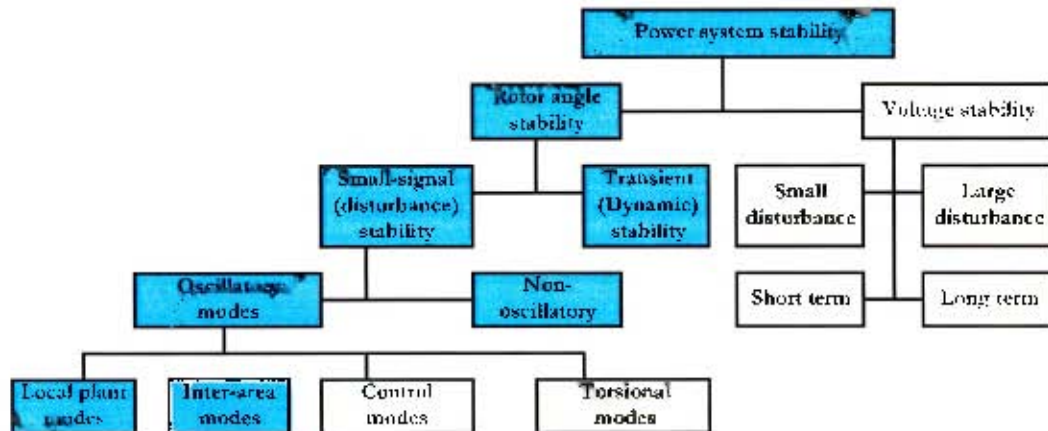 Power system stability
Rotor angle
stability
Voltage stability
Small-signal
(disturbance)
stability
Transient
(Dynamic)
stability
Small
disturbance
Large
disturbance
Oscillatory
modes
Non-
oscillatory
Short term
Long term
Local plant
modes
Inter-area
modes
Control
modes
Torsional
modes